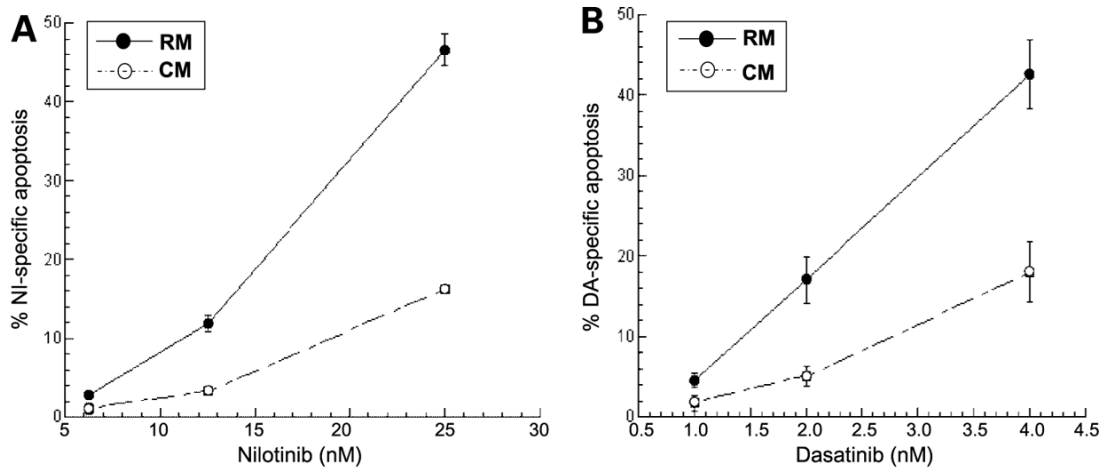 A
RM
CM
% NI-specific apoptosis
50
40
30
20
10
0
5 10 15 20 25 30
Nilotinib (nM)
B
RM
CM
% DA-specific apoptosis
50
40
30
20
10
0
0.5 1.0 1.5 2.0 2.5 3.0 3.5 4.0 4.5
Dasatinib (nM)